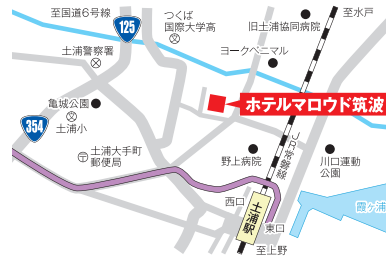 至国道6号線
125
つくば
国際大学高
旧土浦協同病院
至水戸
土浦警察署
ヨークベニマル
ホテルマロウド筑波
亀城公園
土浦小
354
土浦大手町
郵便局
野上病院
JR常磐線
川口運動
公園
西口
土浦駅
東口
霞ヶ浦
至上野